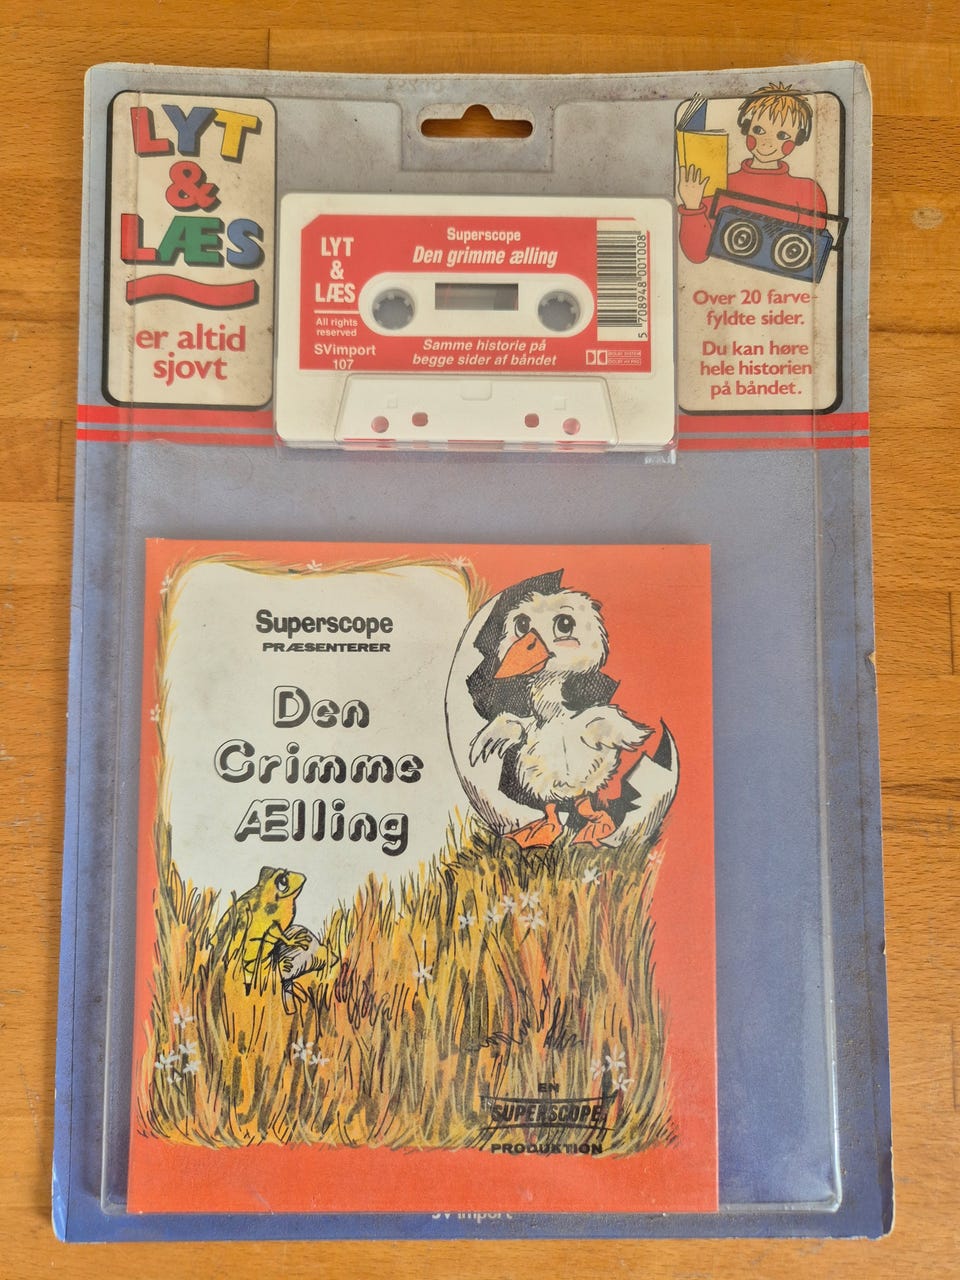 LYT
&
LÆS
er altid
sjovt
LYT
&
LÆS
All rights
reserved
SVimport
107
Superscope
Den grimme ælling
Samme historie på
begge sider af båndet
5 708948 001008
Over 20 farve-
fyldte sider.
Du kan høre
hele historien
på båndet.
Superscope
PRÆSENTERER
Den
Grimme
Ælling
EN
SUPERSCOPE
PRODUKTION
SV import